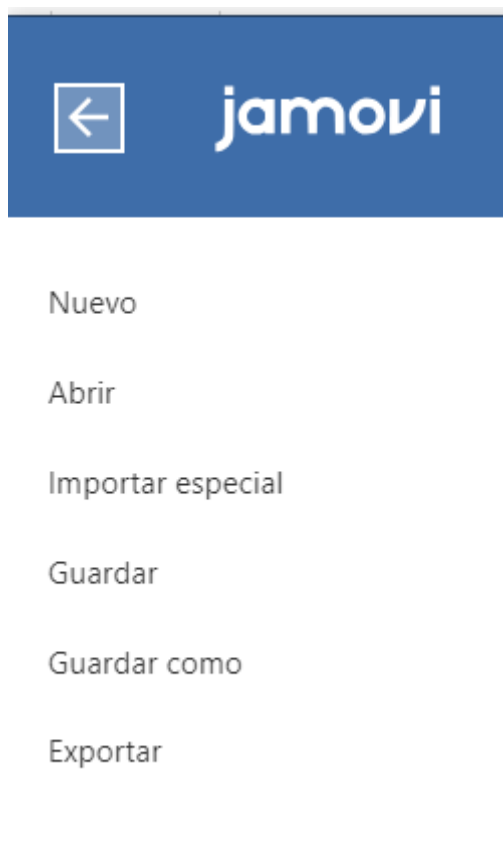 jamovi
Nuevo
Abrir
Importar especial
Guardar
Guardar como
Exportar